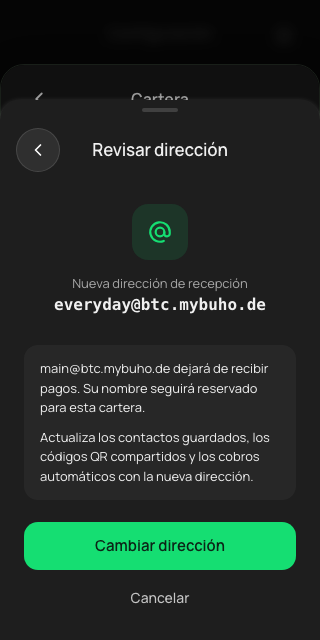 Cartera
Revisar dirección
Nueva dirección de recepción
everyday@btc.mybuho.de
main@btc.mybuho.de dejará de recibir
pagos. Su nombre seguirá reservado
para esta cartera.
Actualiza los contactos guardados, los
códigos QR compartidos y los cobros
automáticos con la nueva dirección.
Cambiar dirección
Cancelar